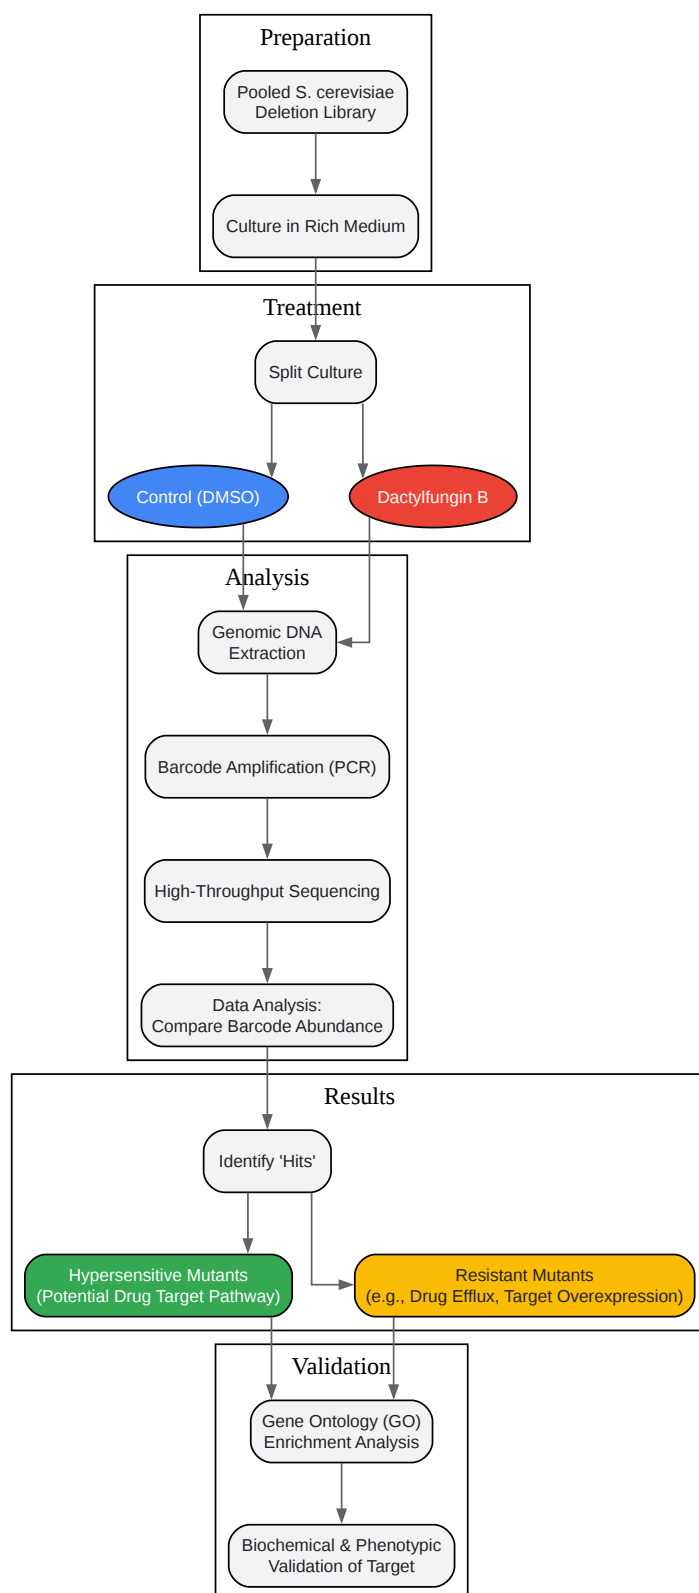 Preparation
Pooled S. cerevisiae
Deletion Library
Culture in Rich Medium
Treatment
Split Culture
Control (DMSO)
Dactylfungin B
Analysis
Genomic DNA
Extraction
Barcode Amplification (PCR)
High-Throughput Sequencing
Data Analysis:
Compare Barcode Abundance
Results
Identify 'Hits'
Hypersensitive Mutants
(Potential Drug Target Pathway)
Resistant Mutants
(e.g., Drug Efflux, Target Overexpression)
Validation
Gene Ontology (GO)
Enrichment Analysis
Biochemical & Phenotypic
Validation of Target